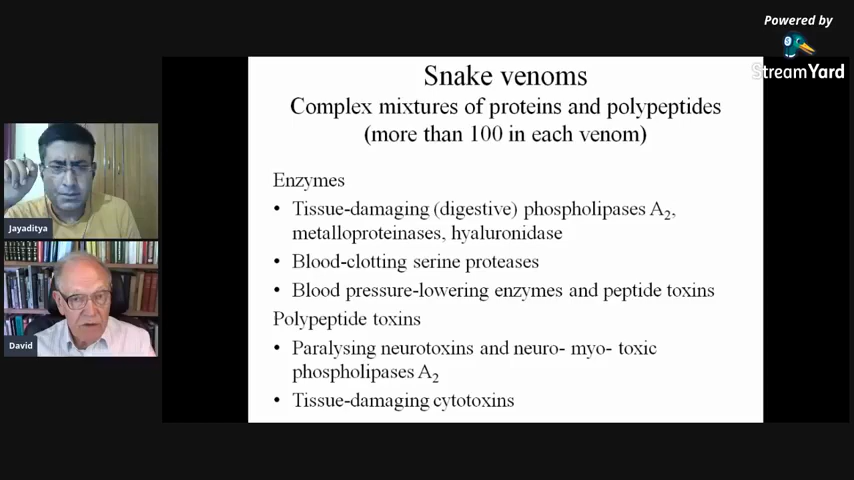 Powered by
StreamYard
Snake venoms
Complex mixtures of proteins and polypeptides
(more than 100 in each venom)
Enzymes
• Tissue-damaging (digestive) phospholipases A₂,
metalloproteinases, hyaluronidase
• Blood-clotting serine proteases
• Blood pressure-lowering enzymes and peptide toxins
Polypeptide toxins
• Paralysing neurotoxins and neuro- myo- toxic
phospholipases A₂
• Tissue-damaging cytotoxins
Jayaditya
David